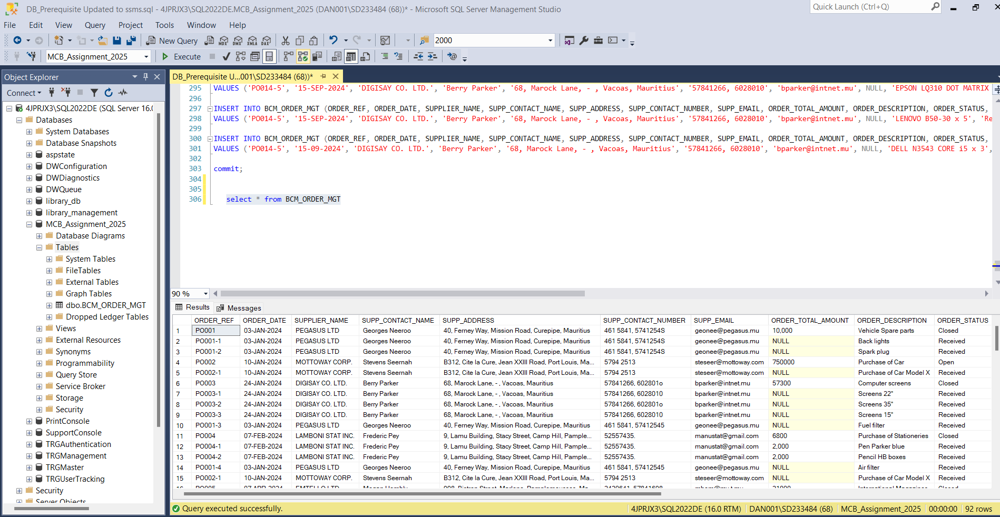 DB_Prerequisite Updated to ssms.sql - 4JPRJX3\SQL2022DE.MCB_Assignment_2025 (DAN001\SD233484 (68))* - Microsoft SQL Server Management Studio
Quick Launch (Ctrl+Q)
File Edit View Query Project Tools Window Help
New Query MDX DMX XMLA DAX 2000
MCB_Assignment_2025 Execute
Object Explorer
Connect
4JPRJX3\SQL2022DE (SQL Server 16.0
Databases
System Databases
Database Snapshots
aspstate
DWConfiguration
DWDiagnostics
DWQueue
library_db
library_management
MCB_Assignment_2025
Database Diagrams
Tables
System Tables
FileTables
External Tables
Graph Tables
dbo.BCM_ORDER_MGT
Dropped Ledger Tables
Views
External Resources
Synonyms
Programmability
Query Store
Service Broker
Storage
Security
PrintConsole
SupportConsole
TRGAuthentication
TRGManagement
TRGMaster
TRGUserTracking
Security
Server Objects
DB_Prerequisite U...001\SD233484 (68))*
295 VALUES ('PO014-5', '15-SEP-2024', 'DIGISAY CO. LTD.', 'Berry Parker', '68, Marock Lane, - , Vacoas, Mauritius', '57841266, 6028010', 'bparker@intnet.mu', NULL, 'EPSON LQ310 DOT MATRIX
296
297 INSERT INTO BCM_ORDER_MGT (ORDER_REF, ORDER_DATE, SUPPLIER_NAME, SUPP_CONTACT_NAME, SUPP_ADDRESS, SUPP_CONTACT_NUMBER, SUPP_EMAIL, ORDER_TOTAL_AMOUNT, ORDER_DESCRIPTION, ORDER_STATUS,
298 VALUES ('PO014-5', '15-SEP-2024', 'DIGISAY CO. LTD.', 'Berry Parker', '68, Marock Lane, - , Vacoas, Mauritius', '57841266, 6028010', 'bparker@intnet.mu', NULL, 'LENOVO B50-30 x 5', 'Re
299
300 INSERT INTO BCM_ORDER_MGT (ORDER_REF, ORDER_DATE, SUPPLIER_NAME, SUPP_CONTACT_NAME, SUPP_ADDRESS, SUPP_CONTACT_NUMBER, SUPP_EMAIL, ORDER_TOTAL_AMOUNT, ORDER_DESCRIPTION, ORDER_STATUS,
301 VALUES ('PO014-5', '15-09-2024', 'DIGISAY CO. LTD.', 'Berry Parker', '68, Marock Lane, - , Vacoas, Mauritius', '57841266, 6028010', 'bparker@intnet.mu', NULL, 'DELL N3543 CORE i5 x 3',
302
303 commit;
304
305
306 select * from BCM_ORDER_MGT
90 %
Results Messages
ORDER_REF ORDER_DATE SUPPLIER_NAME SUPP_CONTACT_NAME SUPP_ADDRESS SUPP_CONTACT_NUMBER SUPP_EMAIL ORDER_TOTAL_AMOUNT ORDER_DESCRIPTION ORDER_STATUS
1 PO001 03-JAN-2024 PEGASUS LTD Georges Neeroo 40, Ferney Way, Mission Road, Curepipe, Mauritius 461 5841, 5741254S geonee@pegasus.mu 10,000 Vehicle Spare parts Closed
2 PO001-1 03-JAN-2024 PEGASUS LTD Georges Neeroo 40, Ferney Way, Mission Road, Curepipe, Mauritius 461 5841, 5741254S geonee@pegasus.mu NULL Back lights Received
3 PO001-2 03-JAN-2024 PEGASUS LTD Georges Neeroo 40, Ferney Way, Mission Road, Curepipe, Mauritius 461 5841, 5741254S geonee@pegasus.mu NULL Spark plug Received
4 PO002 10-JAN-2024 MOTTOWAY CORP. Stevens Seernah B312, Cite la Cure, Jean XXIII Road, Port Louis, Ma... 5794 2513 steseer@mottoway.com 750000 Purchase of Car Open
5 PO002-1 10-JAN-2024 MOTTOWAY CORP. Stevens Seernah B312, Cite la Cure, Jean XXIII Road, Port Louis, Ma... 5794 2513 steseer@mottoway.com NULL Purchase of Car Model X Received
6 PO003 24-JAN-2024 DIGISAY CO. LTD. Berry Parker 68, Marock Lane, - , Vacoas, Mauritius 57841266, 602801o bparker@intnet.mu 57300 Computer screens Closed
7 PO003-1 24-JAN-2024 DIGISAY CO. LTD. Berry Parker 68, Marock Lane, - , Vacoas, Mauritius 57841266, 6028010 bparker@intnet.mu NULL Screens 22" Received
8 PO003-2 24-JAN-2024 DIGISAY CO. LTD. Berry Parker 68, Marock Lane, - , Vacoas, Mauritius 57841266, 602801o bparker@intnet.mu NULL Screens 35" Received
9 PO003-3 24-JAN-2024 DIGISAY CO. LTD. Berry Parker 68, Marock Lane, - , Vacoas, Mauritius 57841266, 6028010 bparker@intnet.mu NULL Screens 15" Received
10 PO001-3 03-JAN-2024 PEGASUS LTD Georges Neeroo 40, Ferney Way, Mission Road, Curepipe, Mauritius 461 5841, 57412545 geonee@pegasus.mu NULL Fuel filter Received
11 PO004 07-FEB-2024 LAMBONI STAT INC. Frederic Pey 9, Lamu Building, Stacy Street, Camp Hill, Pample... 52557435. manustat@gmail.com 6800 Purchase of Stationeries Closed
12 PO004-1 07-FEB-2024 LAMBONI STAT INC. Frederic Pey 9, Lamu Building, Stacy Street, Camp Hill, Pample... 52557435. manustat@gmail.com 2,000 Pen Parker blue Received
13 PO004-2 07-FEB-2024 LAMBONI STAT INC. Frederic Pey 9, Lamu Building, Stacy Street, Camp Hill, Pample... 52557435. manustat@gmail.com 2,000 Pencil HB boxes Received
14 PO001-4 03-JAN-2024 PEGASUS LTD Georges Neeroo 40, Ferney Way, Mission Road, Curepipe, Mauritius 461 5841, 57412545 geonee@pegasus.mu NULL Air filter Received
15 PO002-1 10-JAN-2024 MOTTOWAY CORP. Stevens Seernah B312, Cite la Cure, Jean XXIII Road, Port Louis, Ma... 5794 2513 steseer@mottoway.com NULL Purchase of Car Model X Received
Query executed successfully. 4JPRJX3\SQL2022DE (16.0 RTM) DAN001\SD233484 (68) MCB_Assignment_2025 00:00:00 92 rows